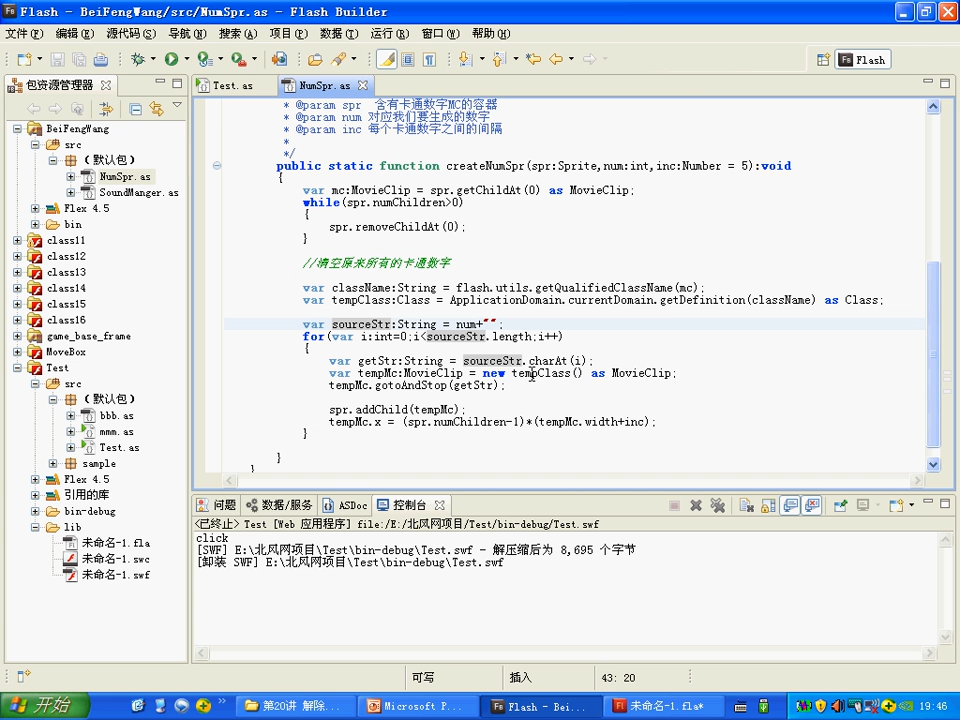 Flash - BeiFengWang/src/NumSpr.as - Flash Builder
文件(F) 编辑(E) 源代码(S) 导航(N) 搜索(A) 项目(P) 数据(T) 运行(R) 窗口(W) 帮助(H)
Flash
包资源管理器
BeiFengWang
src
(默认包)
NumSpr.as
SoundManger.as
Flex 4.5
bin
class11
class12
class13
class14
class15
class16
game_base_frame
MoveBox
Test
src
(默认包)
bbb.as
mmm.as
Test.as
sample
Flex 4.5
引用的库
bin-debug
lib
未命名-1.fla
未命名-1.swc
未命名-1.swf
Test.as NumSpr.as
* @param spr 含有卡通数字MC的容器
* @param num 对应我们要生成的数字
* @param inc 每个卡通数字之间的间隔
*
*/
public static function createNumSpr(spr:Sprite,num:int,inc:Number = 5):void
{
var mc:MovieClip = spr.getChildAt(0) as MovieClip;
while(spr.numChildren>0)
{
spr.removeChildAt(0);
}
//清空原来所有的卡通数字
var className:String = flash.utils.getQualifiedClassName(mc);
var tempClass:Class = ApplicationDomain.currentDomain.getDefinition(className) as Class;
var sourceStr:String = num+"";
for(var i:int=0;i<sourceStr.length;i++)
{
var getStr:String = sourceStr.charAt(i);
var tempMc:MovieClip = new tempClass() as MovieClip;
tempMc.gotoAndStop(getStr);
spr.addChild(tempMc);
tempMc.x = (spr.numChildren-1)*(tempMc.width+inc);
}
}
}
问题 数据/服务 ASDoc 控制台
<已终止> Test [Web 应用程序] file:/E:/北风网项目/Test/bin-debug/Test.swf
click
[SWF] E:\北风网项目\Test\bin-debug\Test.swf - 解压缩后为 8,695 个字节
[卸装 SWF] E:\北风网项目\Test\bin-debug\Test.swf
可写 插入 43: 20
开始 第20讲 解除... Microsoft P... Flash - Bei... 未命名-1.fla* 19:46